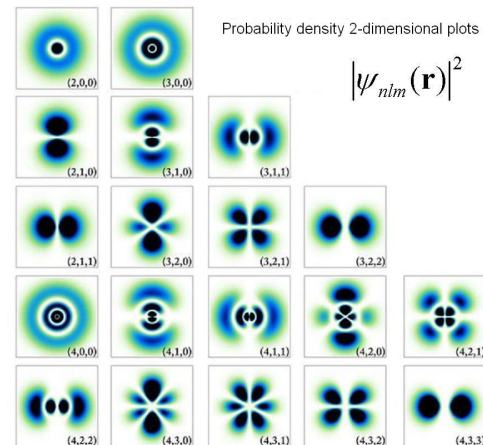 Probability density 2-dimensional plots
|ψnlm(r)|²
(2,0,0) (3,0,0)
(2,1,0) (3,1,0) (3,1,1)
(2,1,1) (3,2,0) (3,2,1) (3,2,2)
(4,0,0) (4,1,0) (4,1,1) (4,2,0) (4,2,1)
(4,2,2) (4,3,0) (4,3,1) (4,3,2) (4,3,3)